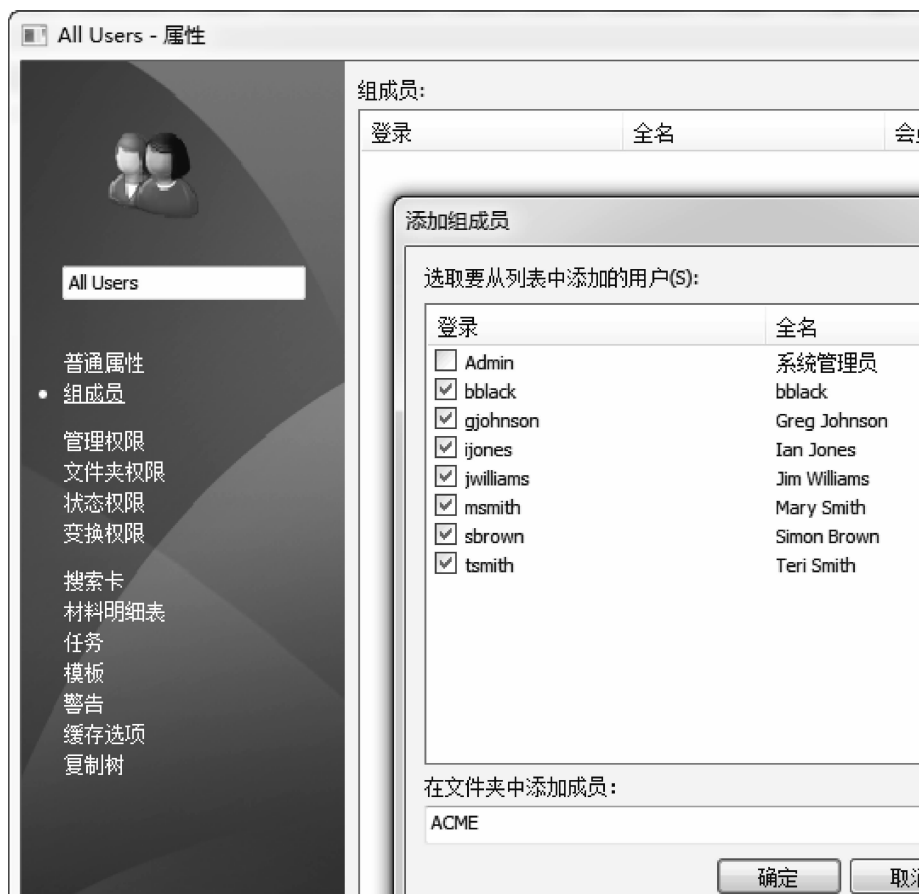 All Users - 属性
组成员:
登录 全名
添加组成员
选取要从列表中添加的用户(S):
登录 全名
Admin 系统管理员
bblack bblack
gjohnson Greg Johnson
ijones Ian Jones
jwilliams Jim Williams
msmith Mary Smith
sbrown Simon Brown
tsmith Teri Smith
在文件夹中添加成员:
ACME
确定 取
All Users
普通属性
组成员
管理权限
文件夹权限
状态权限
变换权限
搜索卡
材料明细表
任务
模板
警告
缓存选项
复制树